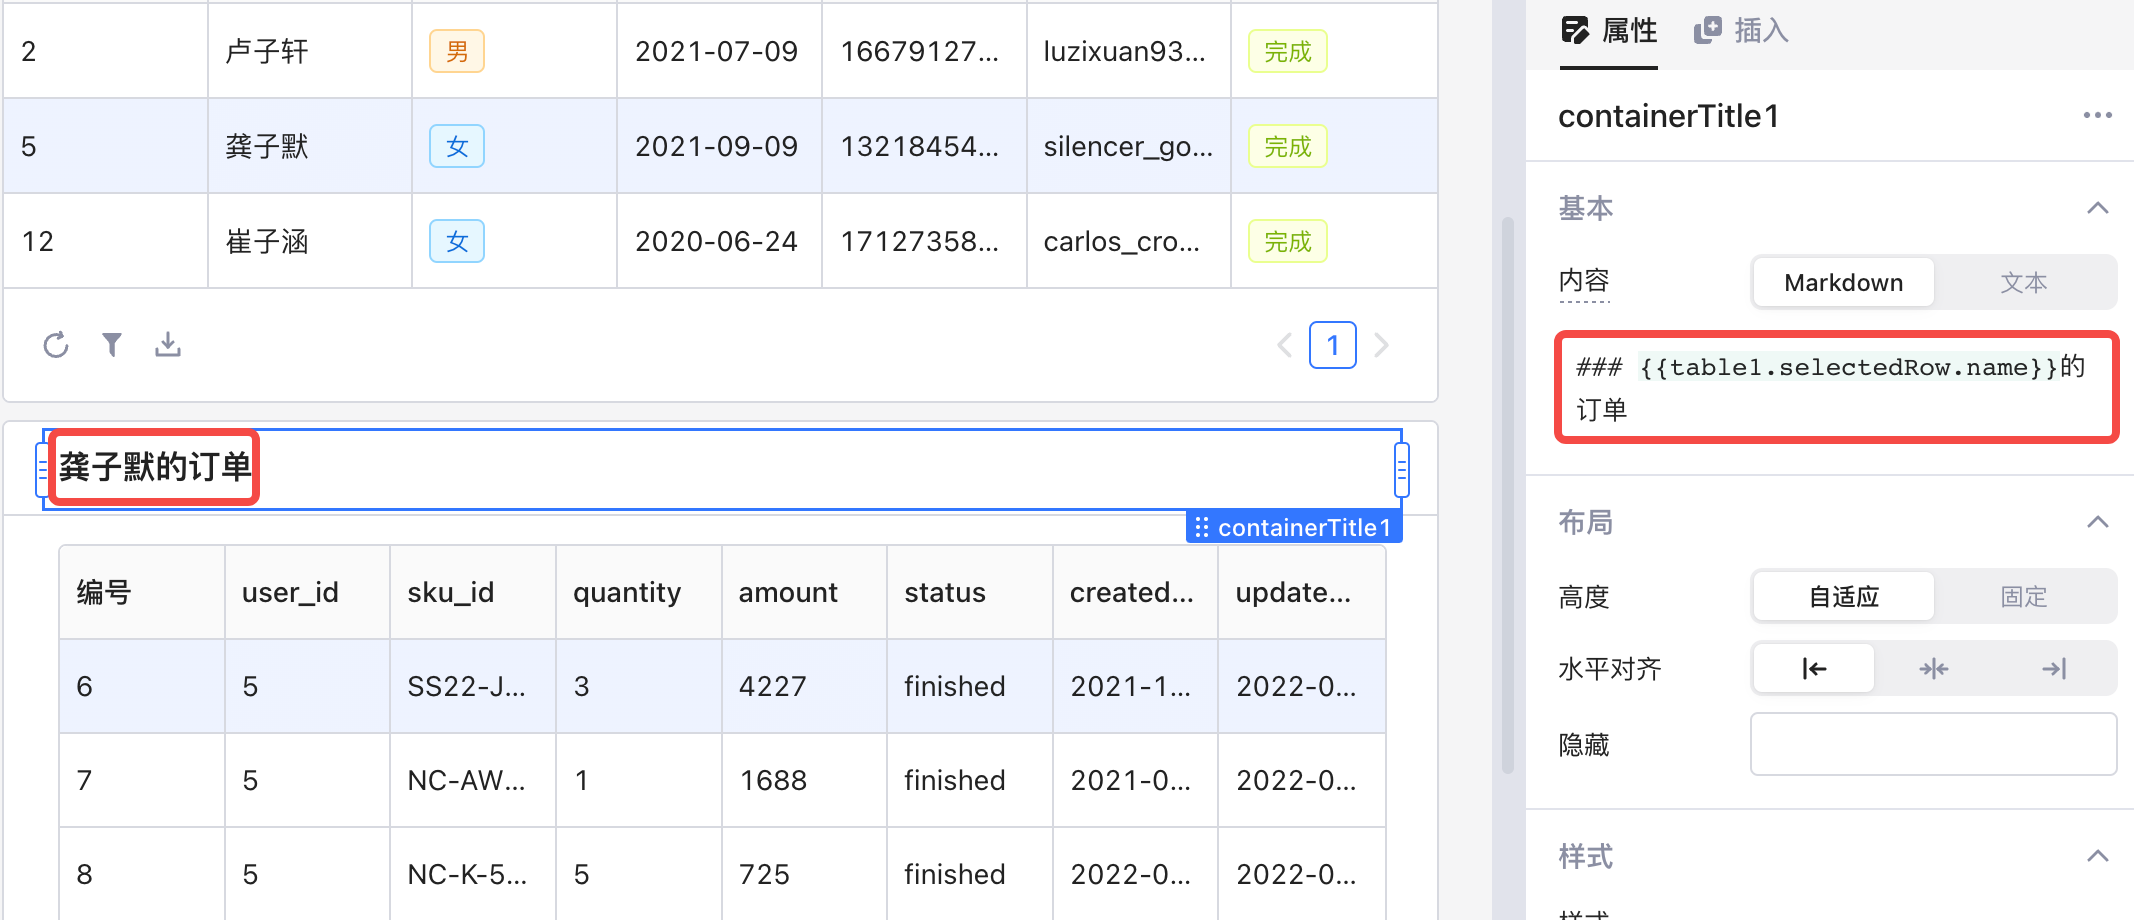 2 卢子轩 男 2021-07-09 16679127... luzixuan93... 完成
5 龚子默 女 2021-09-09 13218454... silencer_go... 完成
12 崔子涵 女 2020-06-24 17127358... carlos_cro... 完成
1
龚子默的订单
containerTitle1
编号 user_id sku_id quantity amount status created... update...
6 5 SS22-J... 3 4227 finished 2021-1... 2022-0...
7 5 NC-AW... 1 1688 finished 2021-0... 2022-0...
8 5 NC-K-5... 5 725 finished 2022-0... 2022-0...
属性 插入
containerTitle1
基本
内容 Markdown 文本
### {{table1.selectedRow.name}}的
订单
布局
高度 自适应 固定
水平对齐
隐藏
样式
样式